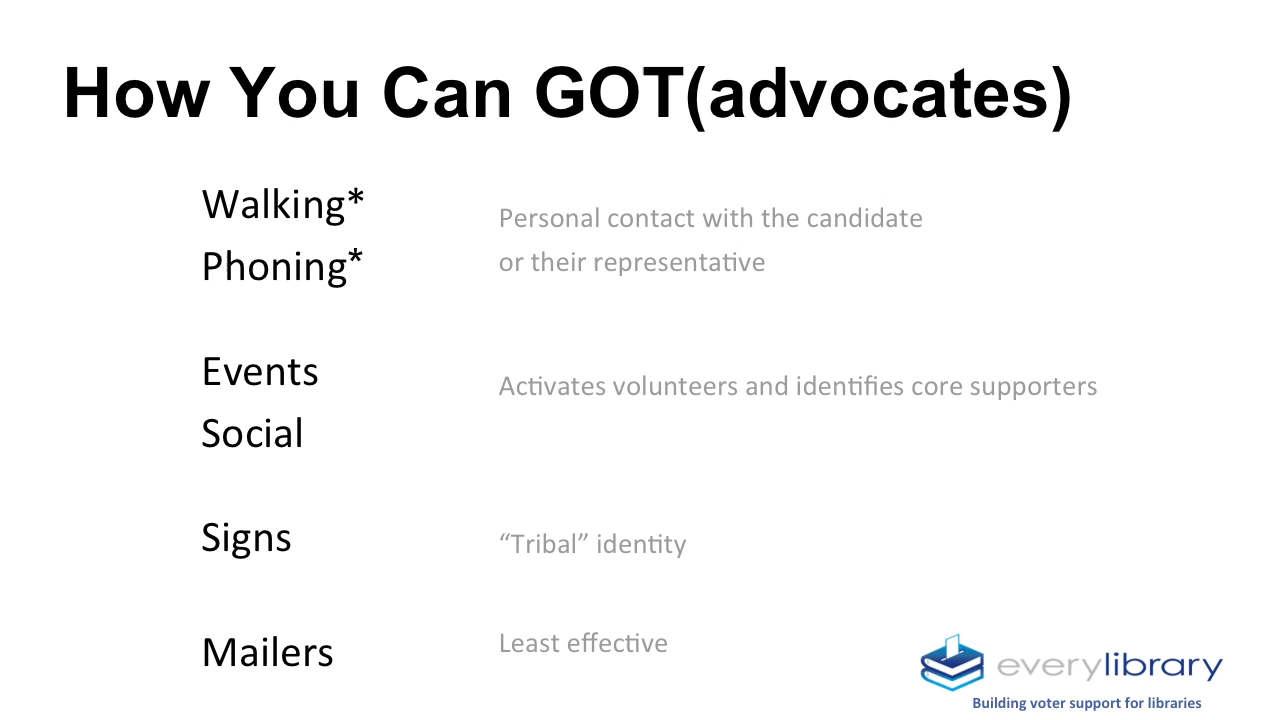 How You Can GOT(advocates)
Walking*
Phoning*
Personal contact with the candidate
or their representative
Events
Social
Activates volunteers and identifies core supporters
Signs
“Tribal” identity
Mailers
Least effective
everylibrary
Building voter support for libraries